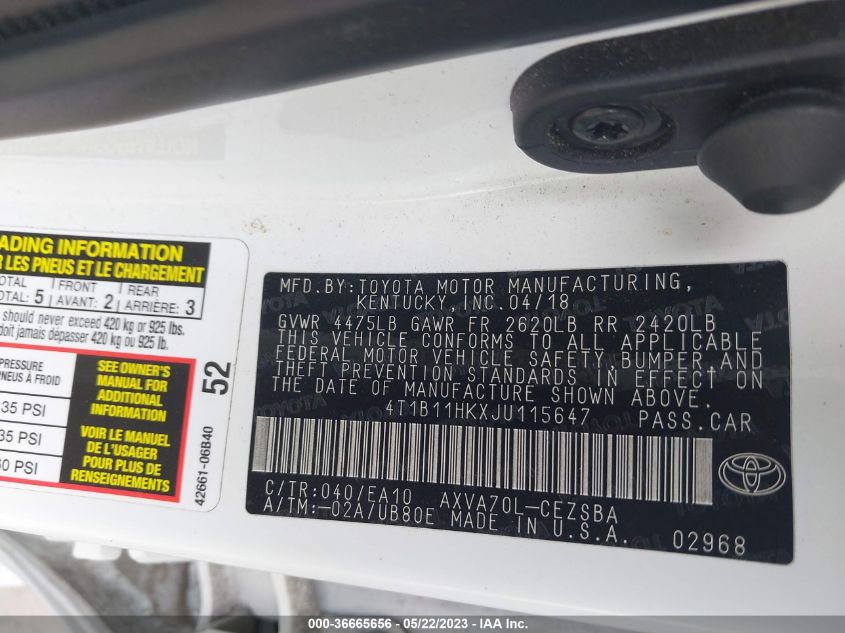 ADING INFORMATION
R LES PNEUS ET LE CHARGEMENT
TOTAL FRONT REAR
TOTAL: 5 AVANT: 2 ARRIÈRE: 3
should never exceed 420 kg or 925 lbs.
doit jamais dépasser 420 kg ou 925 lb.
PRESSURE
PNEUS À FROID
35 PSI
35 PSI
60 PSI
SEE OWNER'S
MANUAL FOR
ADDITIONAL
INFORMATION
VOIR LE MANUEL
DE L'USAGER
POUR PLUS DE
RENSEIGNEMENTS
52
42661-06B40
MFD.BY: TOYOTA MOTOR MANUFACTURING,
KENTUCKY, INC. 04/18
GVWR 4475LB GAWR FR 2620LB RR 2420LB
THIS VEHICLE CONFORMS TO ALL APPLICABLE
FEDERAL MOTOR VEHICLE SAFETY, BUMPER, AND
THEFT PREVENTION STANDARDS IN EFFECT ON
THE DATE OF MANUFACTURE SHOWN ABOVE.
4T1B11HKXJU115647 PASS.CAR
C/TR: 040/EA10 AXVA70L-CEZSBA
A/TM: -02A/UB80E MADE IN U.S.A.
02968
000-36665656 - 05/22/2023 - IAA Inc.